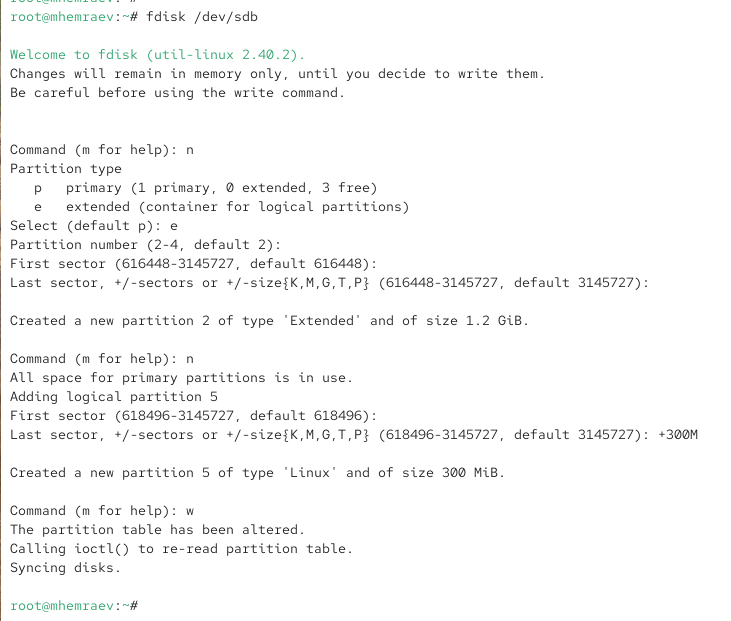 root@mhemraev:~# fdisk /dev/sdb
Welcome to fdisk (util-linux 2.40.2).
Changes will remain in memory only, until you decide to write them.
Be careful before using the write command.
Command (m for help): n
Partition type
   p   primary (1 primary, 0 extended, 3 free)
   e   extended (container for logical partitions)
Select (default p): e
Partition number (2-4, default 2):
First sector (616448-3145727, default 616448):
Last sector, +/-sectors or +/-size{K,M,G,T,P} (616448-3145727, default 3145727):
Created a new partition 2 of type 'Extended' and of size 1.2 GiB.
Command (m for help): n
All space for primary partitions is in use.
Adding logical partition 5
First sector (618496-3145727, default 618496):
Last sector, +/-sectors or +/-size{K,M,G,T,P} (618496-3145727, default 3145727): +300M
Created a new partition 5 of type 'Linux' and of size 300 MiB.
Command (m for help): w
The partition table has been altered.
Calling ioctl() to re-read partition table.
Syncing disks.
root@mhemraev:~#